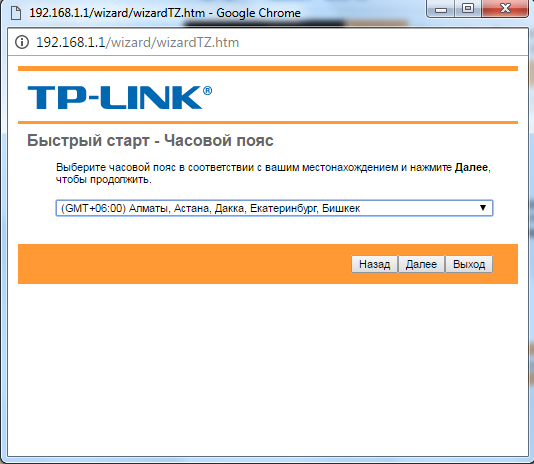 192.168.1.1/wizard/wizardTZ.htm - Google Chrome
192.168.1.1/wizard/wizardTZ.htm
TP-LINK®
Быстрый старт - Часовой пояс
Выберите часовой пояс в соответствии с вашим местонахождением и нажмите Далее,
чтобы продолжить.
(GMT+06:00) Алматы, Астана, Дакка, Екатеринбург, Бишкек
Назад Далее Выход